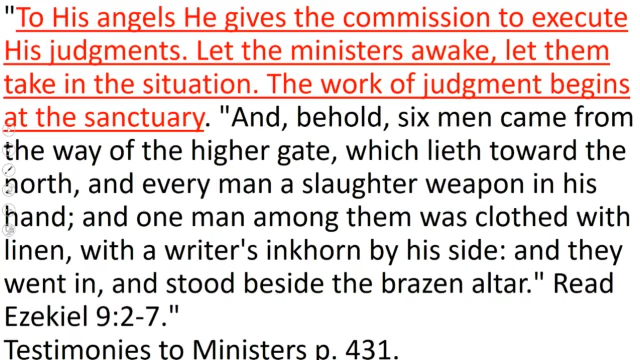 "To His angels He gives the commission to execute
His judgments. Let the ministers awake, let them
take in the situation. The work of judgment begins
at the sanctuary. "And, behold, six men came from
the way of the higher gate, which lieth toward the
north, and every man a slaughter weapon in his
hand; and one man among them was clothed with
linen, with a writer's inkhorn by his side: and they
went in, and stood beside the brazen altar." Read
Ezekiel 9:2-7."
Testimonies to Ministers p. 431.